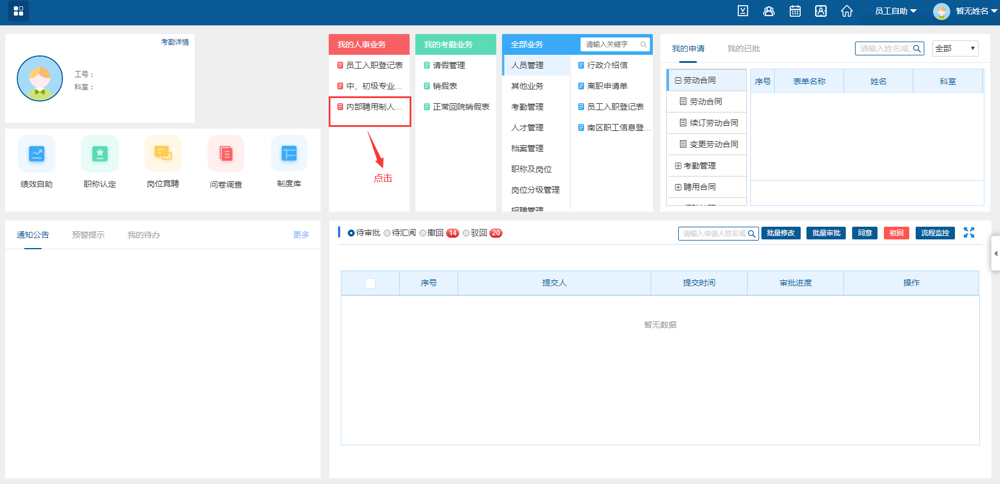 员工自助
暂无姓名
考勤详情
工号：
科室：
绩效自助
职称认定
岗位竞聘
问卷调查
制度库
我的人事业务
员工入职登记表
中、初级专业...
内部聘用制人...
点击
我的考勤业务
请假管理
销假表
正常回院销假表
全部业务
请输入关键字
人员管理
其他业务
考勤管理
人才管理
档案管理
职称及岗位
岗位分级管理
招聘管理
行政介绍信
离职申请单
员工入职登记表
南区职工信息登...
我的申请
我的已批
请输入姓名或工
全部
劳动合同
劳动合同
续订劳动合同
变更劳动合同
考勤管理
聘用合同
序号 表单名称 姓名 科室
通知公告
预警提示
我的待办
更多
待审批 待汇阅 撤回 14 驳回 20
请输入申请人姓名或
批量修改
批量审批
同意
驳回
流程监控
序号 提交人 提交时间 审批进度 操作
暂无数据